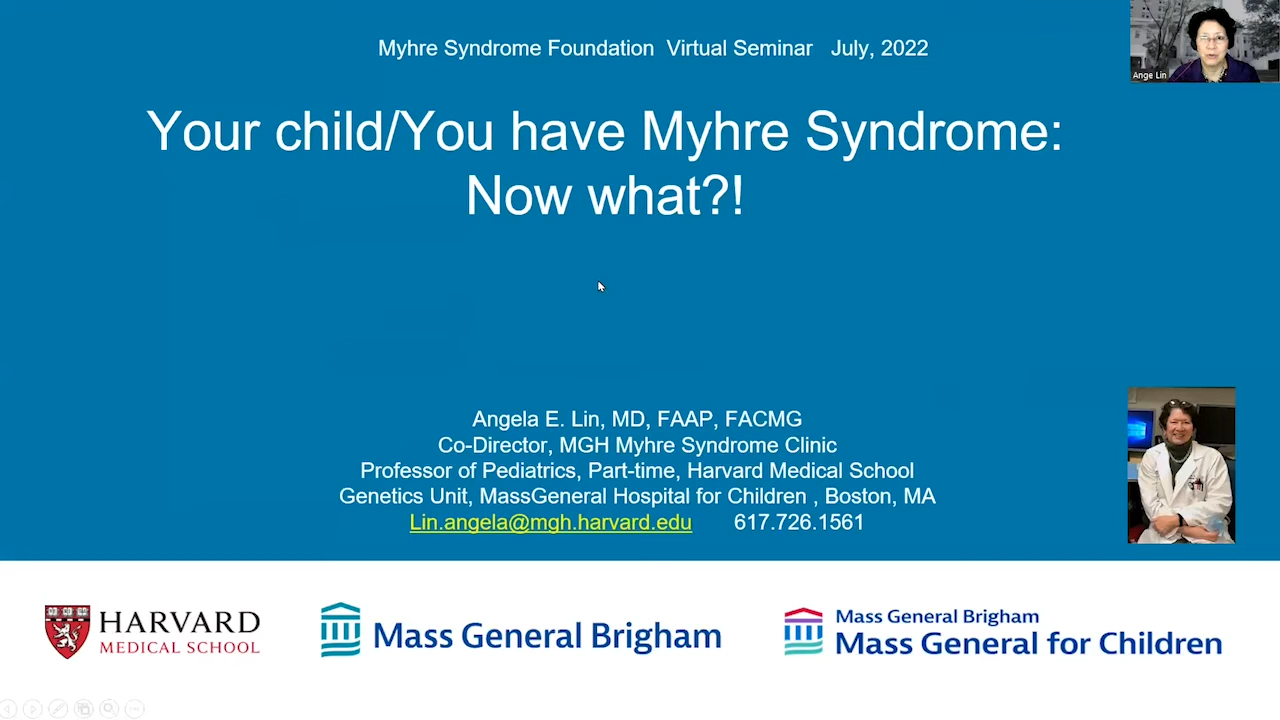 Myhre Syndrome Foundation Virtual Seminar July, 2022
Ange Lin
Your child/You have Myhre Syndrome:
Now what?!
Angela E. Lin, MD, FAAP, FACMG
Co-Director, MGH Myhre Syndrome Clinic
Professor of Pediatrics, Part-time, Harvard Medical School
Genetics Unit, MassGeneral Hospital for Children , Boston, MA
Lin.angela@mgh.harvard.edu 617.726.1561
HARVARD
MEDICAL SCHOOL
Mass General Brigham
Mass General Brigham
Mass General for Children